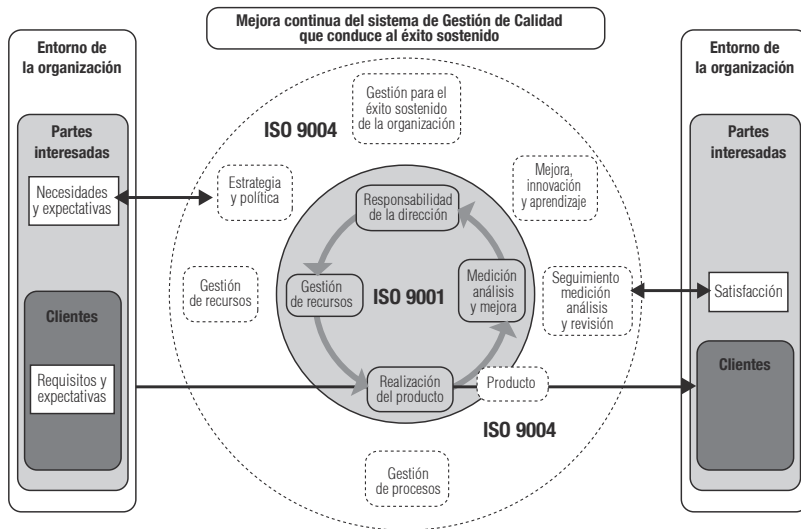 Mejora continua del sistema de Gestión de Calidad
que conduce al éxito sostenido
Entorno de
la organización
Partes
interesadas
Necesidades
y expectativas
Clientes
Requisitos y
expectativas
ISO 9004
Gestión para el
éxito sostenido
de la organización
Estrategia
y política
Mejora,
innovación
y aprendizaje
Gestión
de recursos
Seguimiento
medición
análisis
y revisión
Gestión
de procesos
Responsabilidad
de la dirección
Gestión
de recursos
ISO 9001
Medición
análisis
y mejora
Realización
del producto
Producto
ISO 9004
Entorno de
la organización
Partes
interesadas
Satisfacción
Clientes